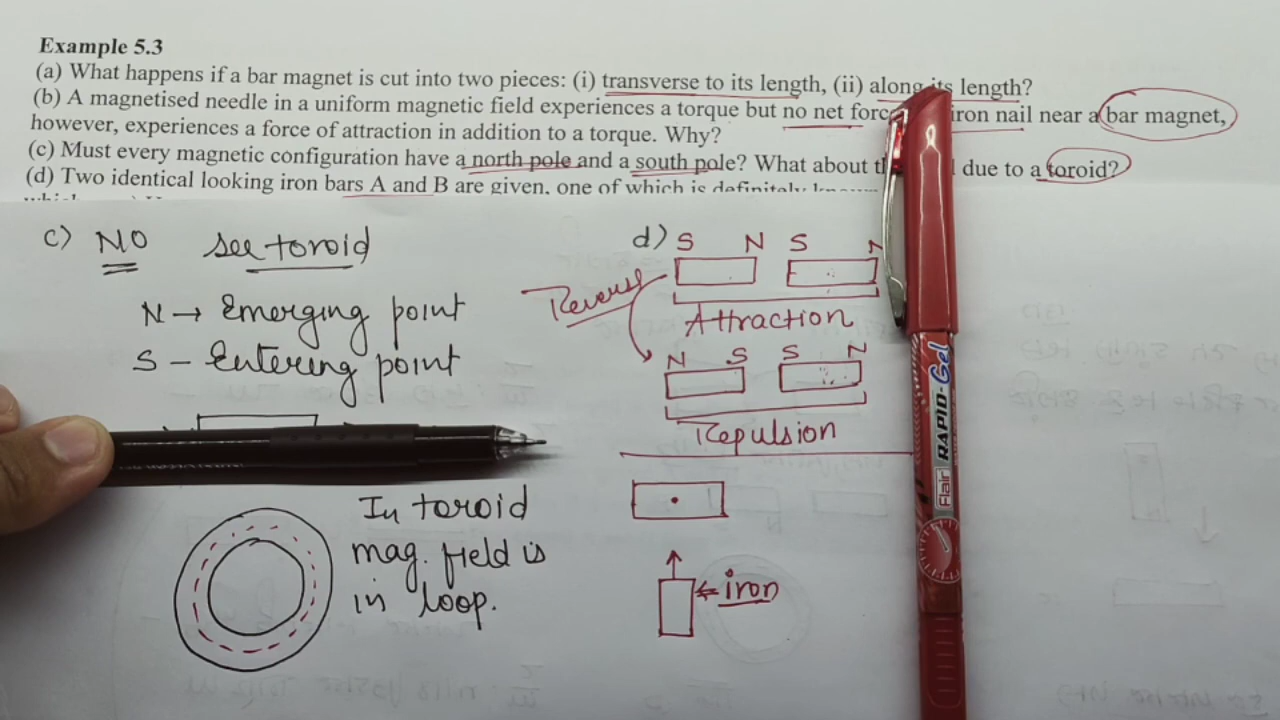 Example 5.3
(a) What happens if a bar magnet is cut into two pieces: (i) transverse to its length, (ii) along its length?
(b) A magnetised needle in a uniform magnetic field experiences a torque but no net forc iron nail near a bar magnet,
however, experiences a force of attraction in addition to a torque. Why?
(c) Must every magnetic configuration have a north pole and a south pole? What about due to a toroid?
(d) Two identical looking iron bars A and B are given, one of which is definitely
c) NO see toroid
N → Emerging point
S - Entering point
In toroid
mag. field is
in loop.
d) S N S N
Reverse
Attraction
N S S N
Repulsion
iron
Flair RAPID-Gel